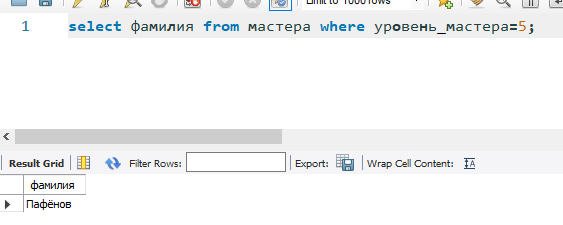 Limit to 1000 rows
1 select фамилия from мастера where уровень_мастера=5;
Result Grid Filter Rows: Export: Wrap Cell Content:
фамилия
Пафёнов